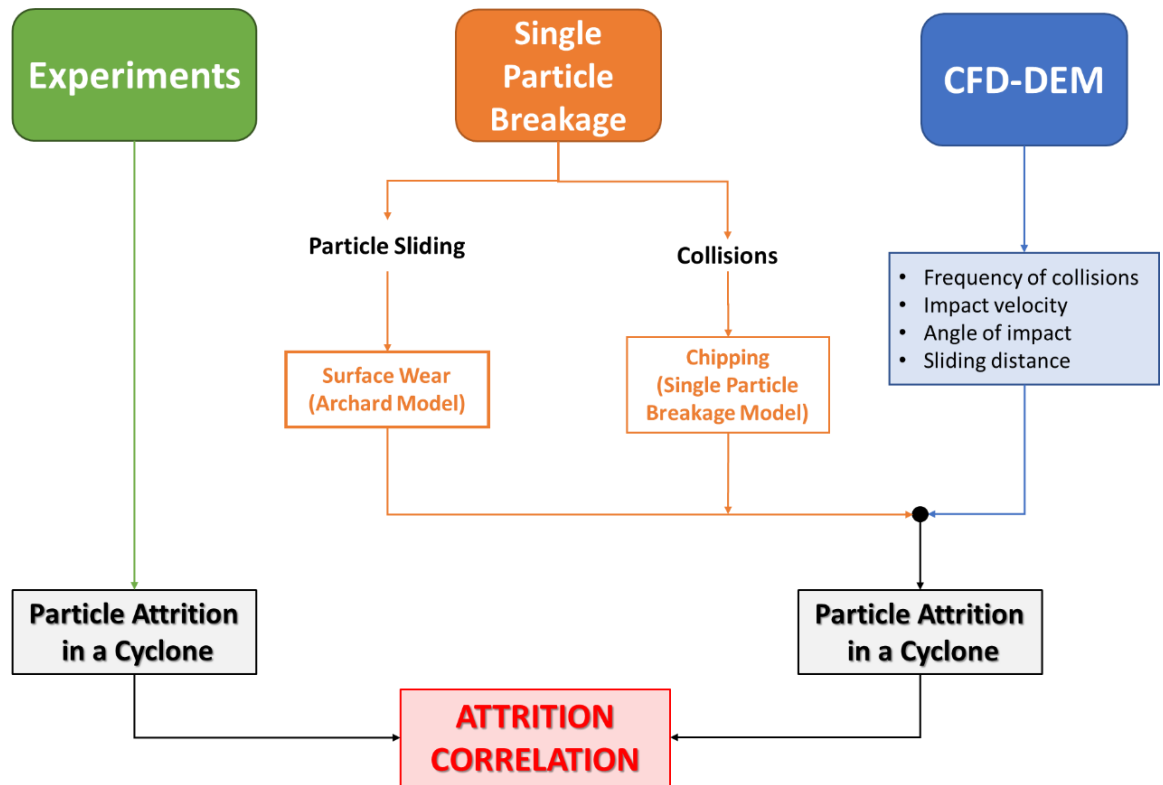 Experiments
Single
Particle
Breakage
CFD-DEM
Particle Sliding
Collisions
• Frequency of collisions
• Impact velocity
• Angle of impact
• Sliding distance
Surface Wear
(Archard Model)
Chipping
(Single Particle
Breakage Model)
Particle Attrition
in a Cyclone
Particle Attrition
in a Cyclone
ATTRITION
CORRELATION